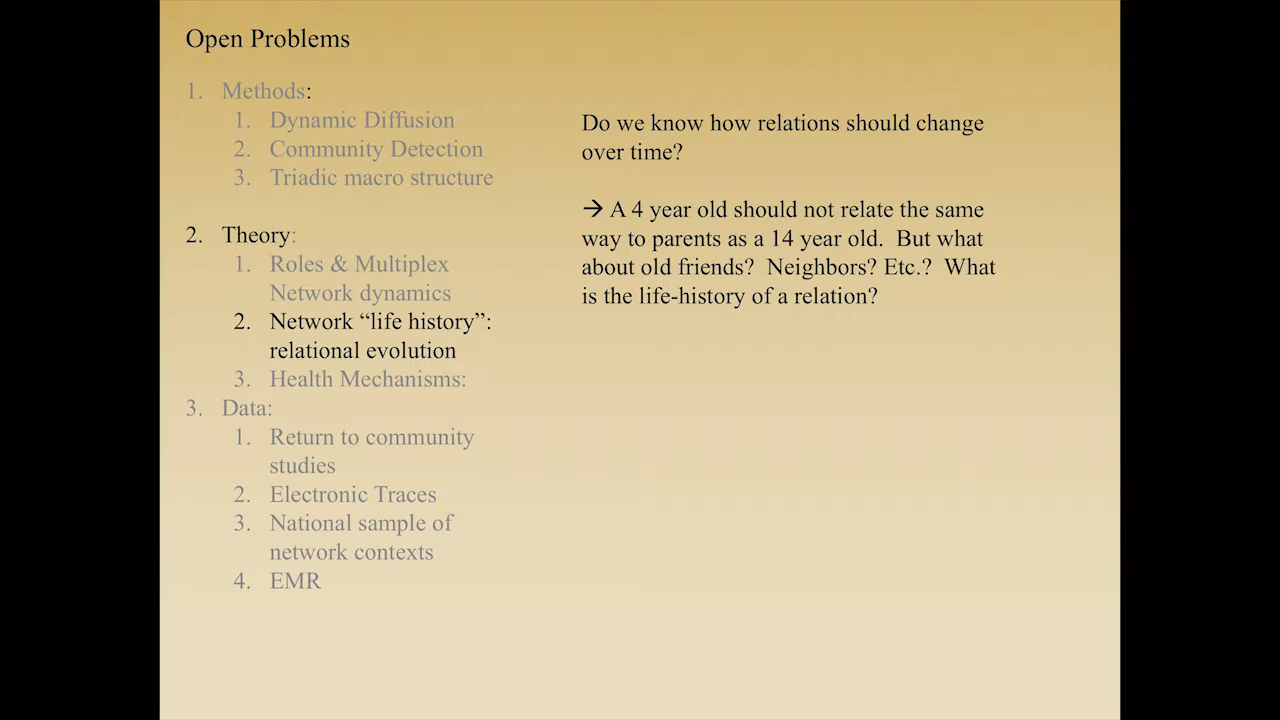 Open Problems
1. Methods:
1. Dynamic Diffusion
2. Community Detection
3. Triadic macro structure
2. Theory:
1. Roles & Multiplex
Network dynamics
2. Network “life history”:
relational evolution
3. Health Mechanisms:
3. Data:
1. Return to community
studies
2. Electronic Traces
3. National sample of
network contexts
4. EMR
Do we know how relations should change
over time?
→ A 4 year old should not relate the same
way to parents as a 14 year old.  But what
about old friends?  Neighbors? Etc.?  What
is the life-history of a relation?